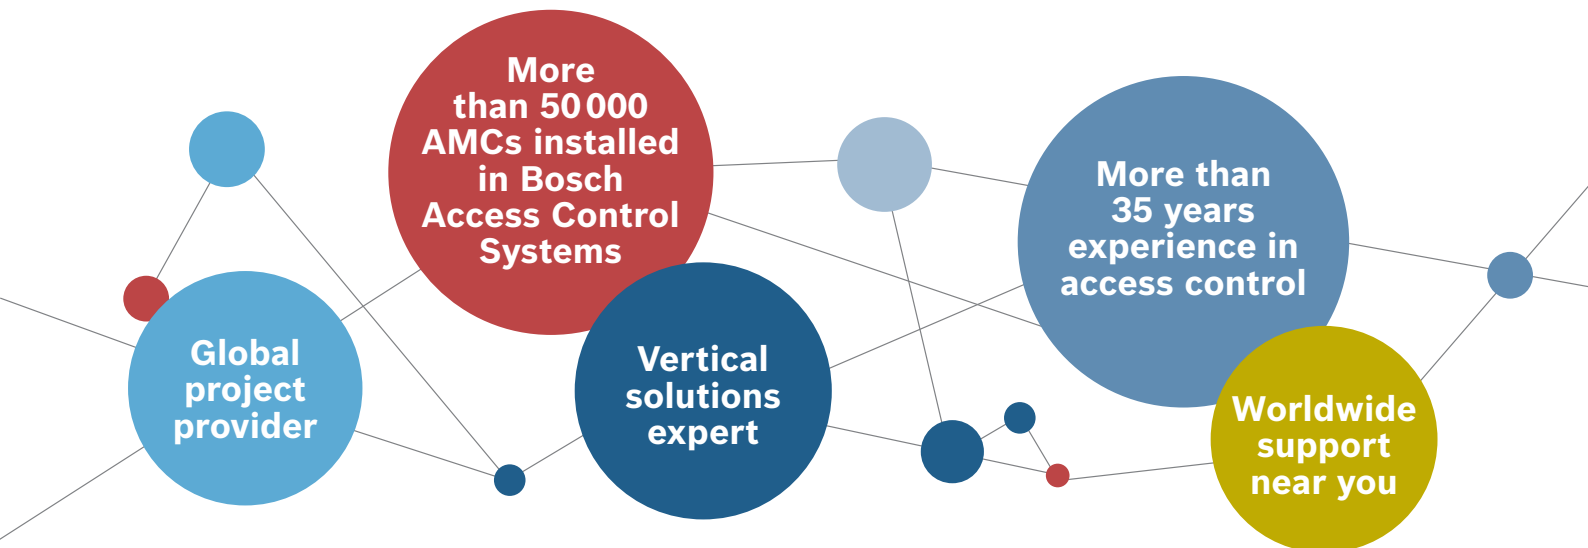 More
than 50 000
AMCs installed
in Bosch
Access Control
Systems
More than
35 years
experience in
access control
Global
project
provider
Vertical
solutions
expert
Worldwide
support
near you